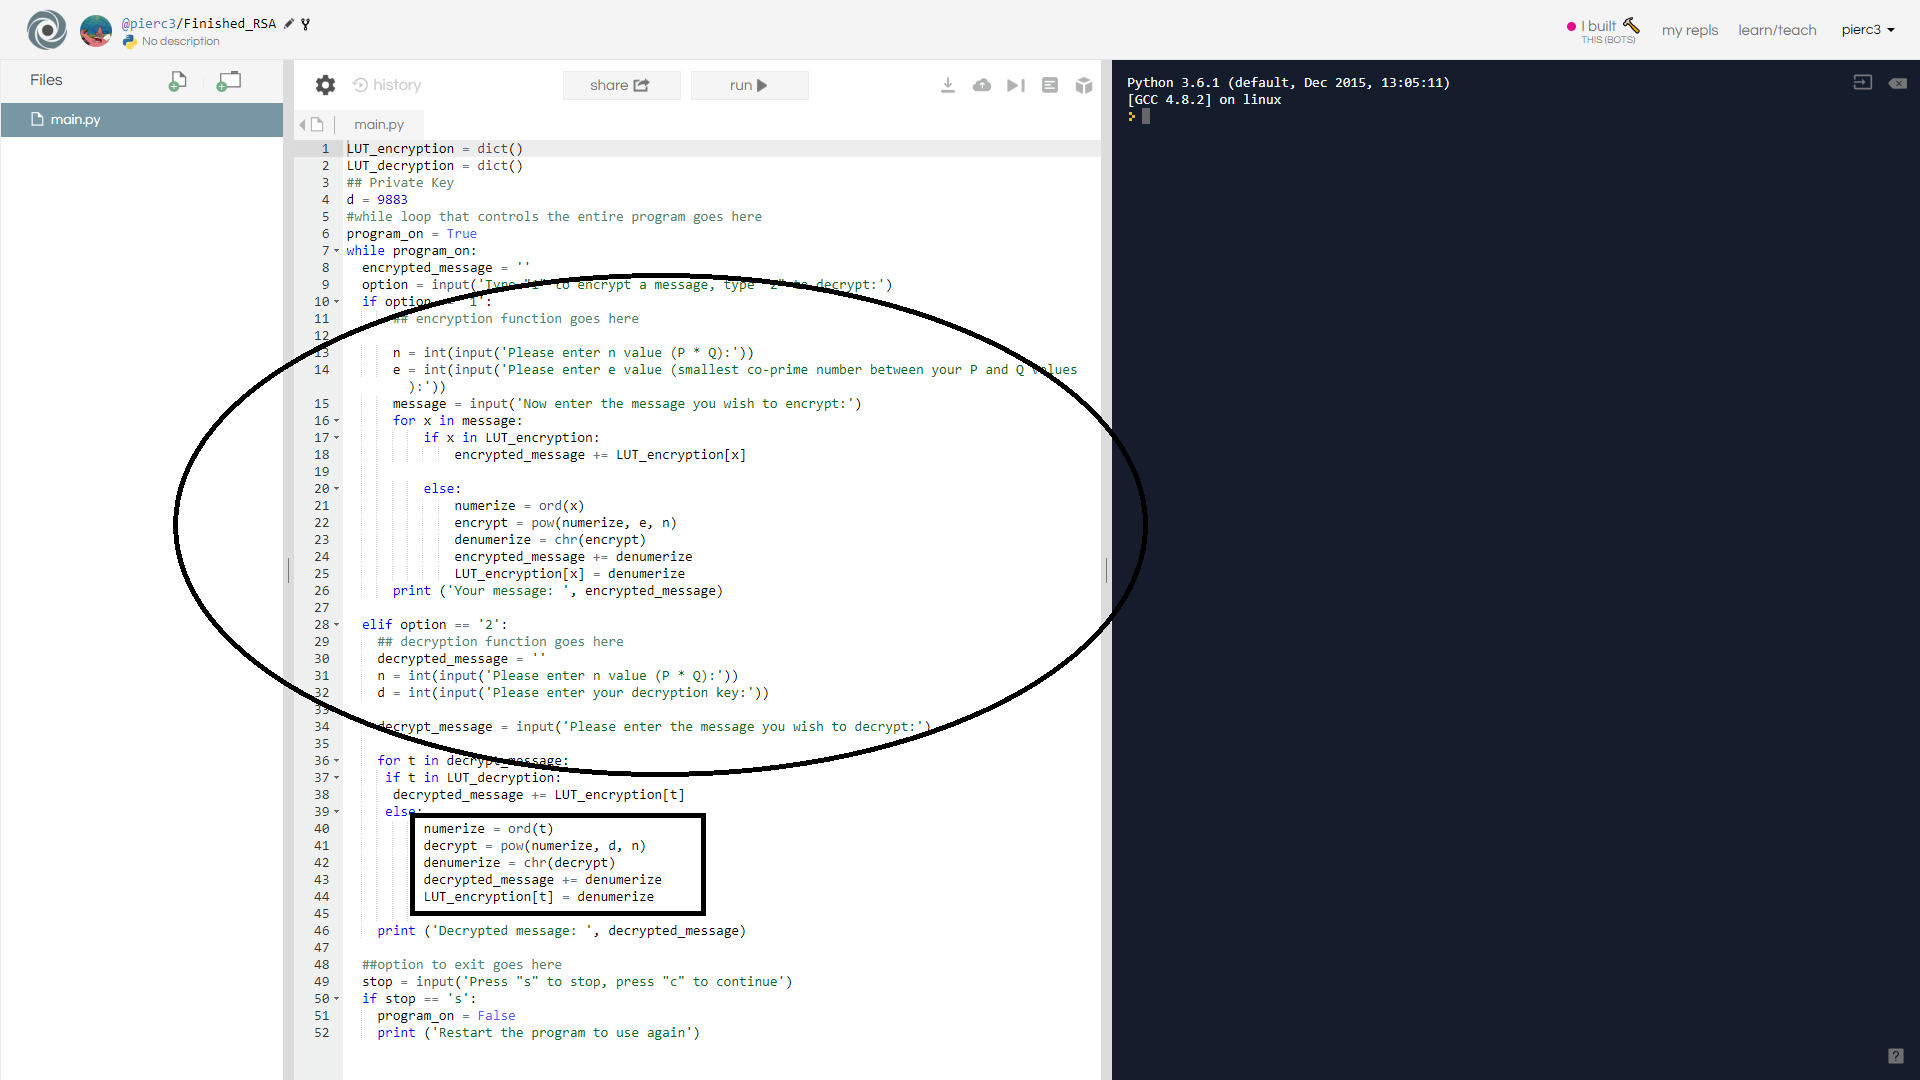 @pierc3/Finished_RSA
No description
I built
THIS (BOTS)
my repls
learn/teach
pierc3
Files
main.py
history
share
run
main.py
1 LUT_encryption = dict()
2 LUT_decryption = dict()
3 ## Private Key
4 d = 9883
5 #while loop that controls the entire program goes here
6 program_on = True
7 while program_on:
8 encrypted_message = ''
9 option = input('Type "1" to encrypt a message, type "2" to decrypt:')
10 if option == '1':
11 ## encryption function goes here
12
13 n = int(input('Please enter n value (P * Q):'))
14 e = int(input('Please enter e value (smallest co-prime number between your P and Q values
):'))
15 message = input('Now enter the message you wish to encrypt:')
16 for x in message:
17 if x in LUT_encryption:
18 encrypted_message += LUT_encryption[x]
19
20 else:
21 numerize = ord(x)
22 encrypt = pow(numerize, e, n)
23 denumerize = chr(encrypt)
24 encrypted_message += denumerize
25 LUT_encryption[x] = denumerize
26 print ('Your message: ', encrypted_message)
27
28 elif option == '2':
29 ## decryption function goes here
30 decrypted_message = ''
31 n = int(input('Please enter n value (P * Q):'))
32 d = int(input('Please enter your decryption key:'))
33
34 decrypt_message = input('Please enter the message you wish to decrypt:')
35
36 for t in decrypt_message:
37 if t in LUT_decryption:
38 decrypted_message += LUT_encryption[t]
39 else:
40 numerize = ord(t)
41 decrypt = pow(numerize, d, n)
42 denumerize = chr(decrypt)
43 decrypted_message += denumerize
44 LUT_encryption[t] = denumerize
45
46 print ('Decrypted message: ', decrypted_message)
47
48 ##option to exit goes here
49 stop = input('Press "s" to stop, press "c" to continue')
50 if stop == 's':
51 program_on = False
52 print ('Restart the program to use again')
Python 3.6.1 (default, Dec 2015, 13:05:11)
[GCC 4.8.2] on linux
?